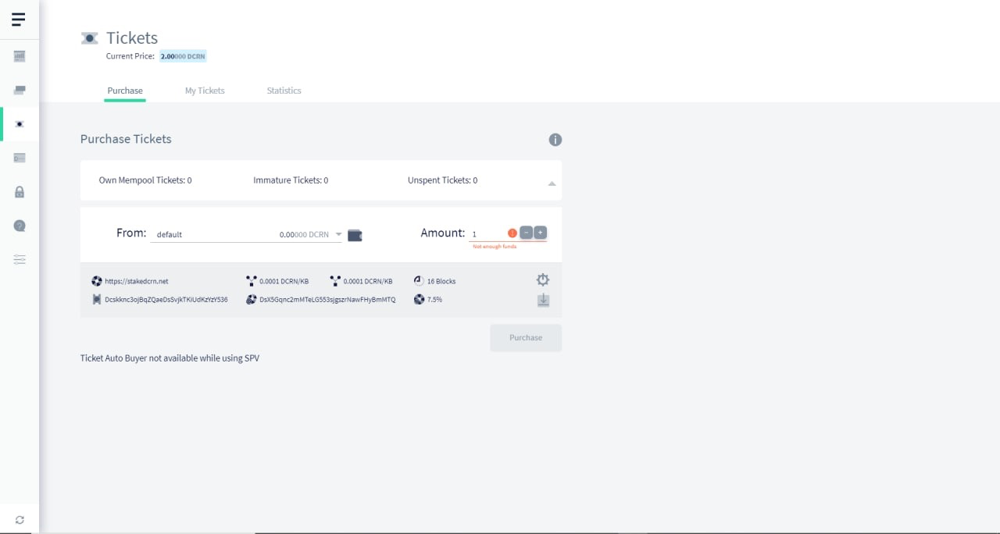 Tickets
Current Price: 2.00000 DCRN
Purchase My Tickets Statistics
Purchase Tickets
Own Mempool Tickets: 0 Immature Tickets: 0 Unspent Tickets: 0
From: default 0.00000 DCRN Amount: 1
Not enough funds
https://stakedcrn.net 0.0001 DCRN/KB 0.0001 DCRN/KB 16 Blocks
Dcskknc3ojBqZQaeDsSvjkTKiUdKzYzY536 DsX5Gqnc2mMTeLG553sjgszrNawFHyBmMTQ 7.5%
Purchase
Ticket Auto Buyer not available while using SPV